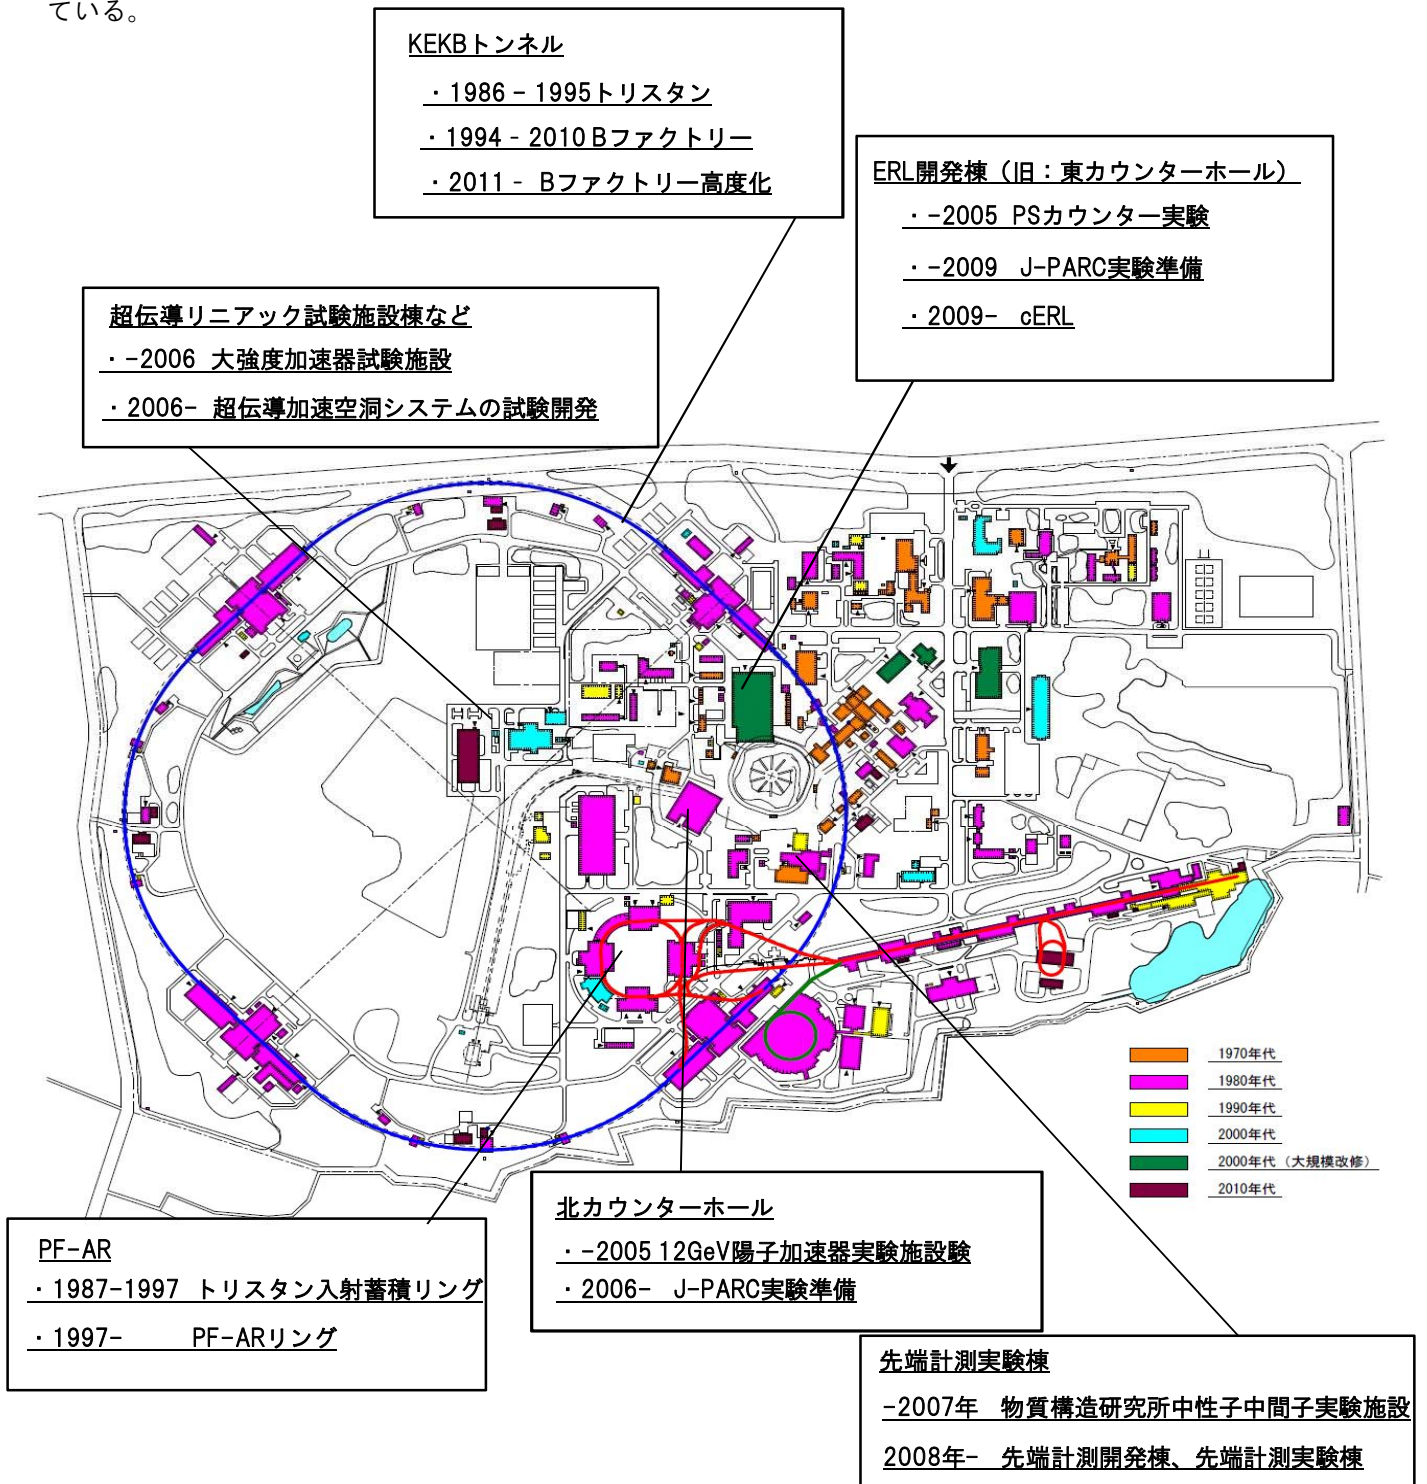 ている。
KEKBトンネル
・1986－1995トリスタン
・1994‐2010 Bファクトリー
・2011‐ Bファクトリー高度化
ERL開発棟（旧：東カウンターホール）
・-2005 PSカウンター実験
・-2009 J-PARC実験準備
・2009- cERL
超伝導リニアック試験施設棟など
・-2006 大強度加速器試験施設
・2006- 超伝導加速空洞システムの試験開発
1970年代
1980年代
1990年代
2000年代
2000年代（大規模改修）
2010年代
北カウンターホール
・-2005 12GeV陽子加速器実験施設験
・2006- J-PARC実験準備
PF-AR
・1987-1997 トリスタン入射蓄積リング
・1997- PF-ARリング
先端計測実験棟
-2007年 物質構造研究所中性子中間子実験施設
2008年- 先端計測開発棟、先端計測実験棟